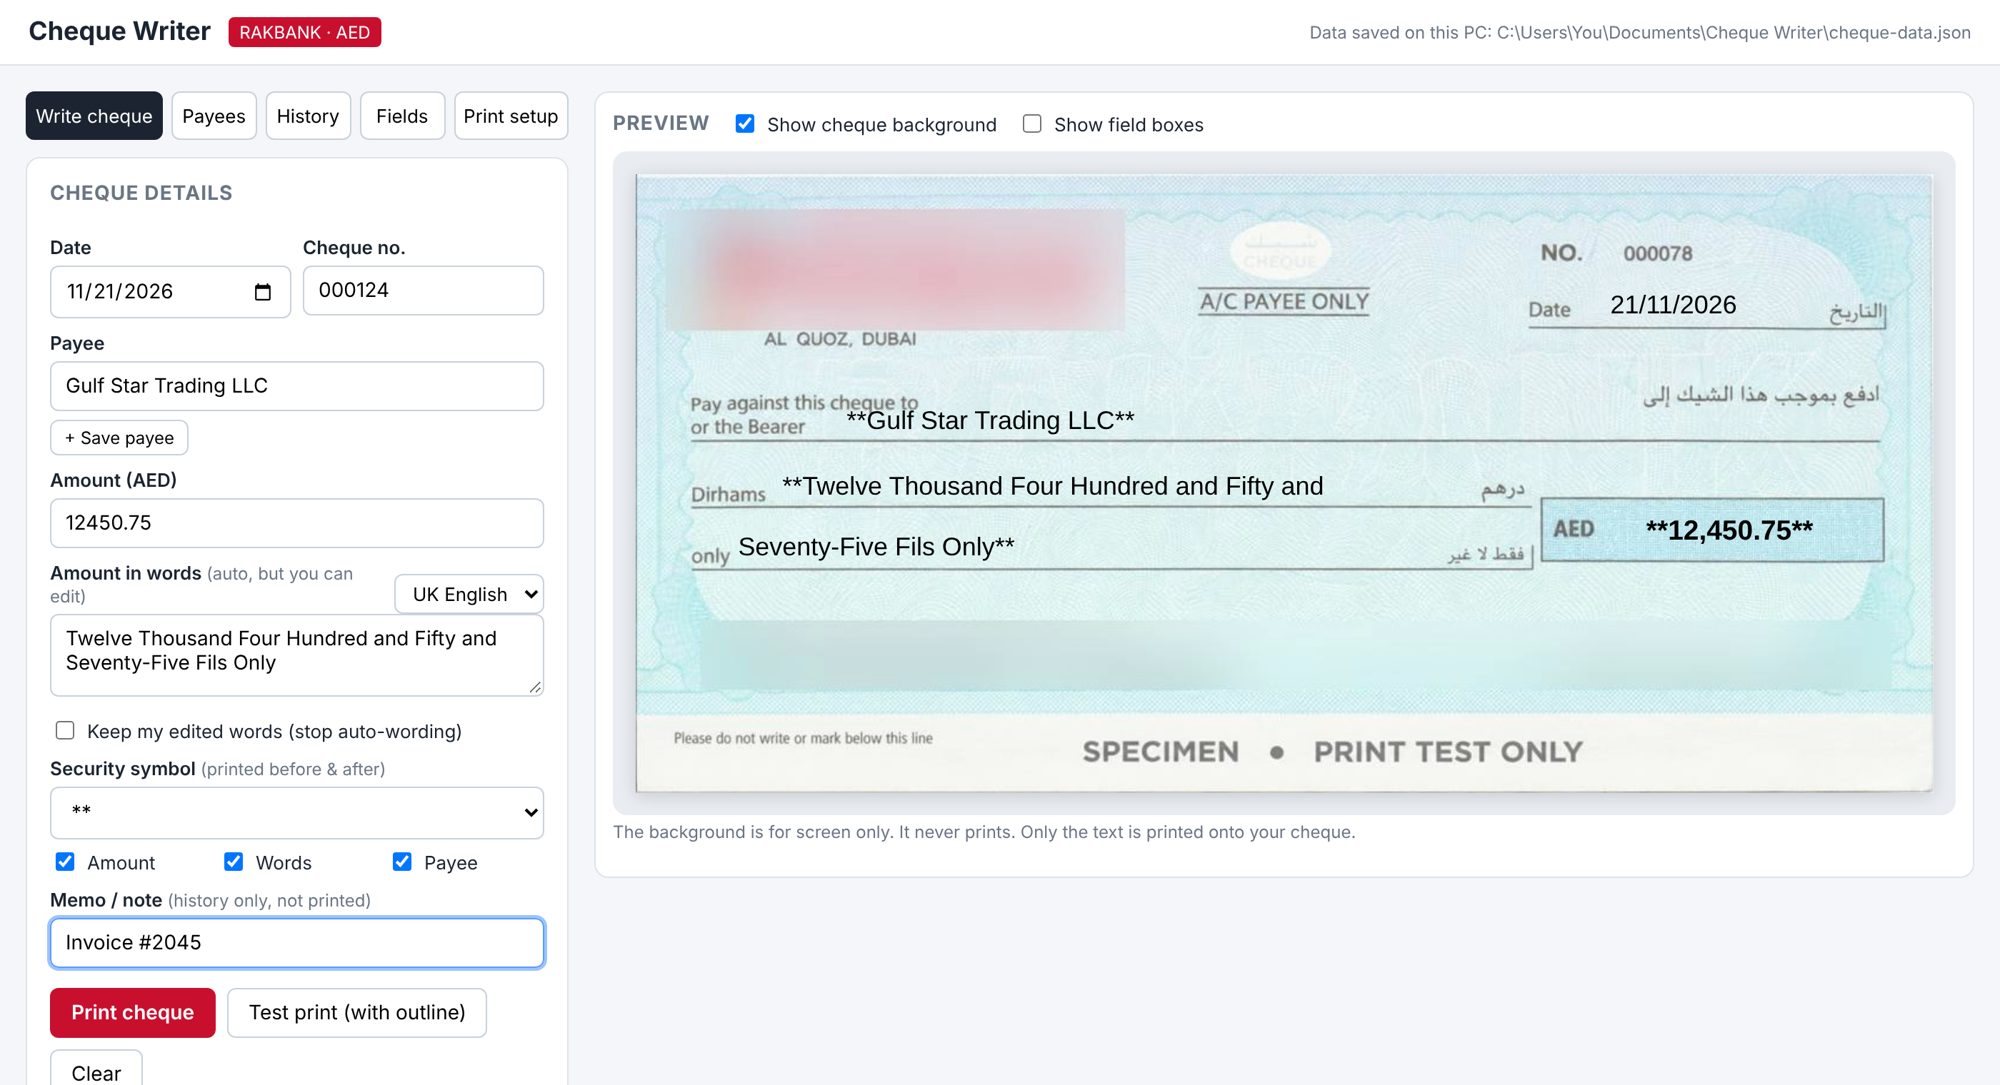 Cheque Writer RAKBANK · AED Data saved on this PC: C:\Users\You\Documents\Cheque Writer\cheque-data.json
Write cheque Payees History Fields Print setup
CHEQUE DETAILS
Date Cheque no.
11/21/2026 000124
Payee
Gulf Star Trading LLC
+ Save payee
Amount (AED)
12450.75
Amount in words (auto, but you can edit)
UK English
Twelve Thousand Four Hundred and Fifty and
Seventy-Five Fils Only
Keep my edited words (stop auto-wording)
Security symbol (printed before & after)
**
Amount Words Payee
Memo / note (history only, not printed)
Invoice #2045
Print cheque Test print (with outline)
Clear
PREVIEW Show cheque background Show field boxes
CHEQUE
A/C PAYEE ONLY
NO. 000078
Date 21/11/2026 التاريخ
AL QUOZ, DUBAI
Pay against this cheque to
or the Bearer **Gulf Star Trading LLC** ادفع بموجب هذا الشيك إلى
Dirhams **Twelve Thousand Four Hundred and Fifty and درهم
only Seventy-Five Fils Only** فقط لا غير
AED **12,450.75**
Please do not write or mark below this line
SPECIMEN ● PRINT TEST ONLY
The background is for screen only. It never prints. Only the text is printed onto your cheque.